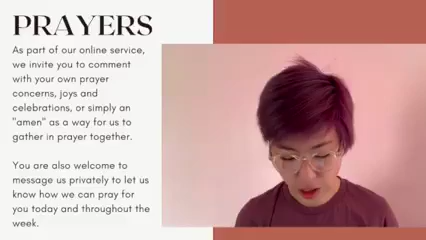 PRAYERS
As part of our online service,
we invite you to comment
with your own prayer
concerns, joys and
celebrations, or simply an
"amen" as a way for us to
gather in prayer together.
You are also welcome to
message us privately to let us
know how we can pray for
you today and throughout the
week.